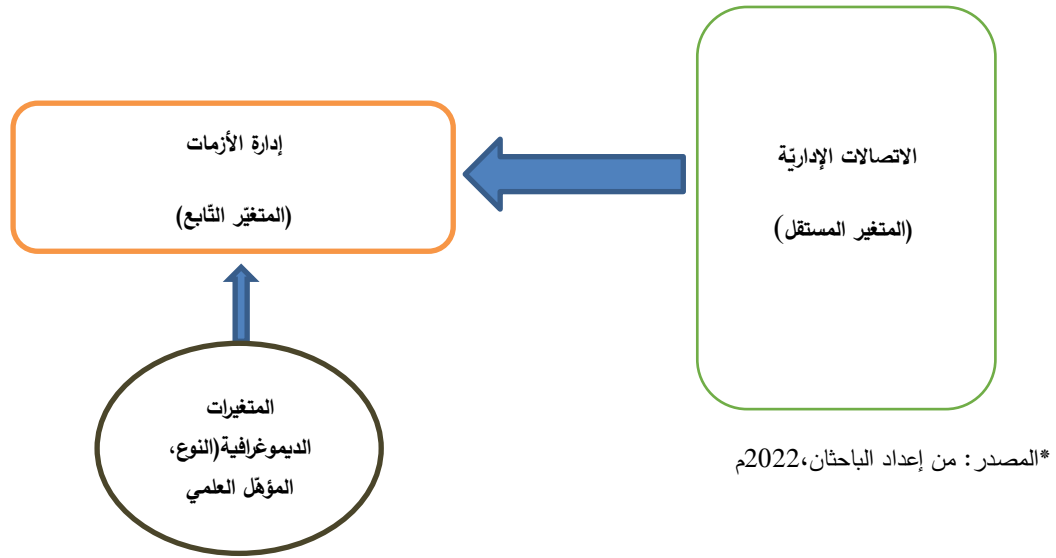 الاتصالات الإداريّة
(المتغير المستقل)
إدارة الأزمات
(المتغيّر التّابع)
المتغيرات
الديموغرافية(النوع،
المؤهّل العلمي
*المصدر: من إعداد الباحثان،2022م